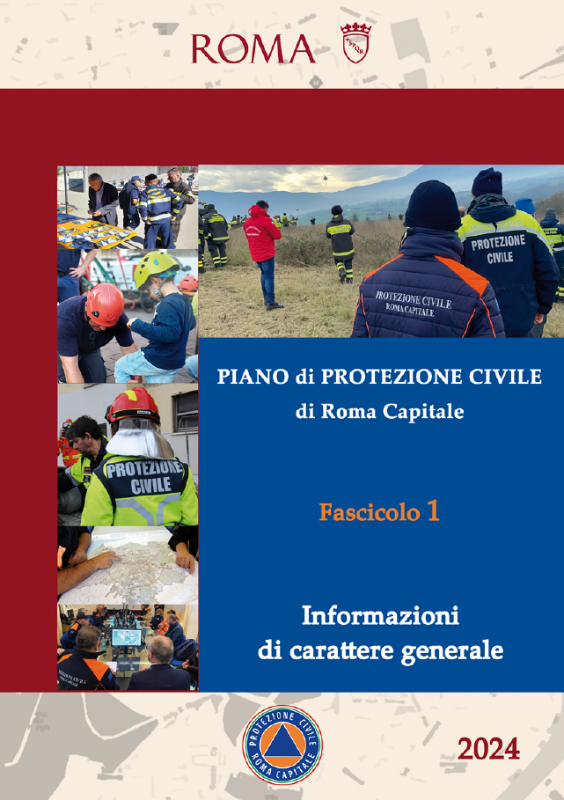 ROMA
PROTEZIONE
CIVILE
PROTEZIONE CIVILE
ROMA CAPITALE
PIANO di PROTEZIONE CIVILE
di Roma Capitale
PROTEZIONE
CIVILE
Fascicolo 1
Informazioni
di carattere generale
PROTEZIONE CIVILE
ROMA CAPITALE
2024